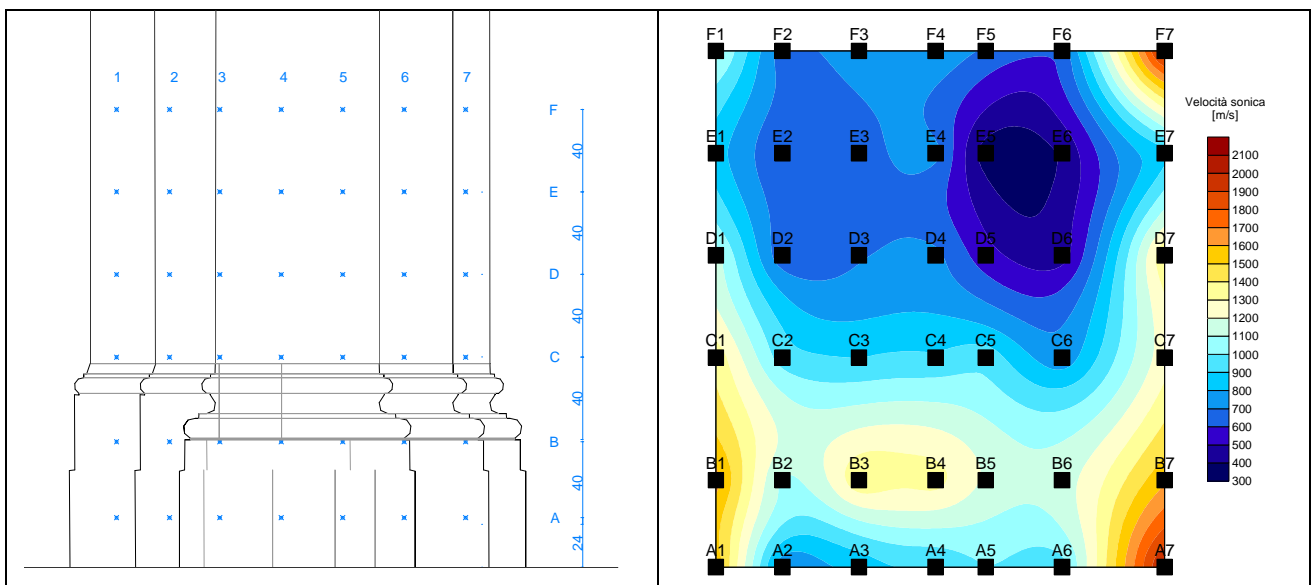 1 2 3 4 5 6 7
F
40
E
40
D
40
C
40
B
40
A
24
F1 F2 F3 F4 F5 F6 F7
E1 E2 E3 E4 E5 E6 E7
D1 D2 D3 D4 D5 D6 D7
C1 C2 C3 C4 C5 C6 C7
B1 B2 B3 B4 B5 B6 B7
A1 A2 A3 A4 A5 A6 A7
Velocità sonica
[m/s]
2100
2000
1900
1800
1700
1600
1500
1400
1300
1200
1100
1000
900
800
700
600
500
400
300